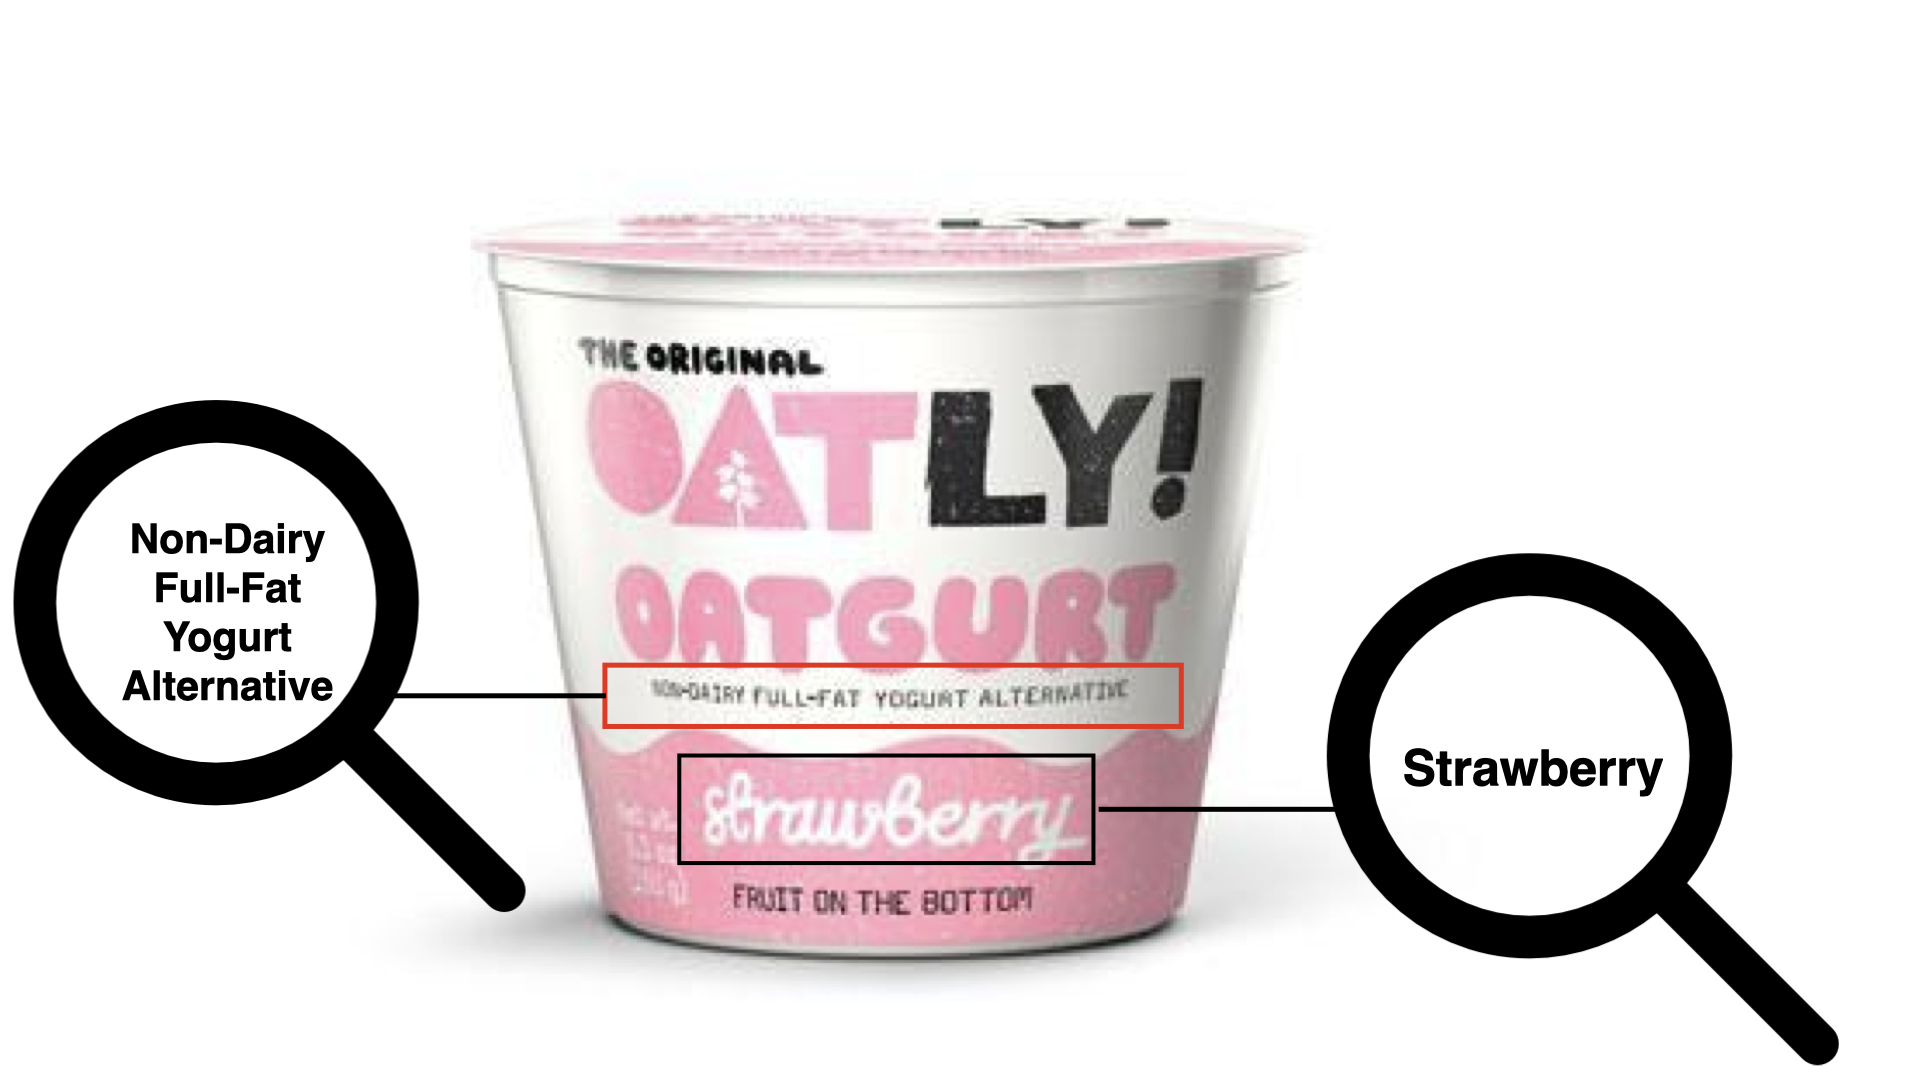 THE ORIGINAL
OATLY!
OATGURT
NON-DAIRY FULL-FAT YOGURT ALTERNATIVE
strawberry
FRUIT ON THE BOTTOM
Non-Dairy
Full-Fat
Yogurt
Alternative
Strawberry